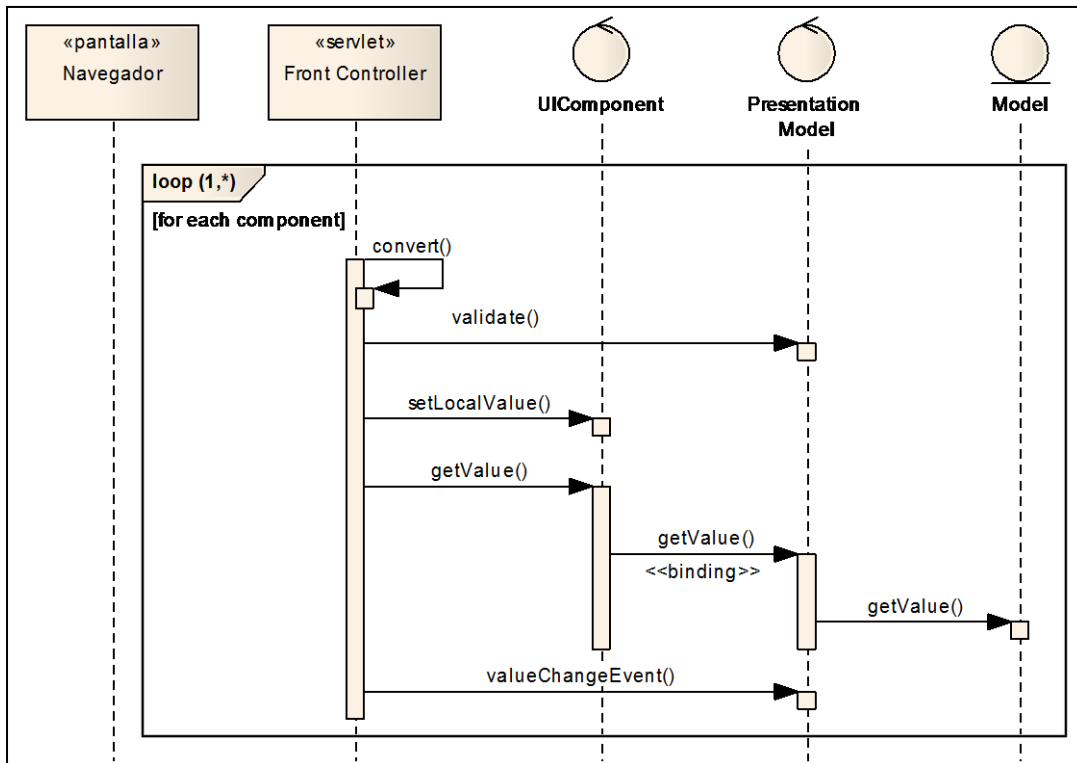 «pantalla»
Navegador
«servlet»
Front Controller
UIComponent
Presentation
Model
Model
loop (1,*)
[for each component]
convert()
validate()
setLocalValue()
getValue()
getValue()
<<binding>>
getValue()
valueChangeEvent()